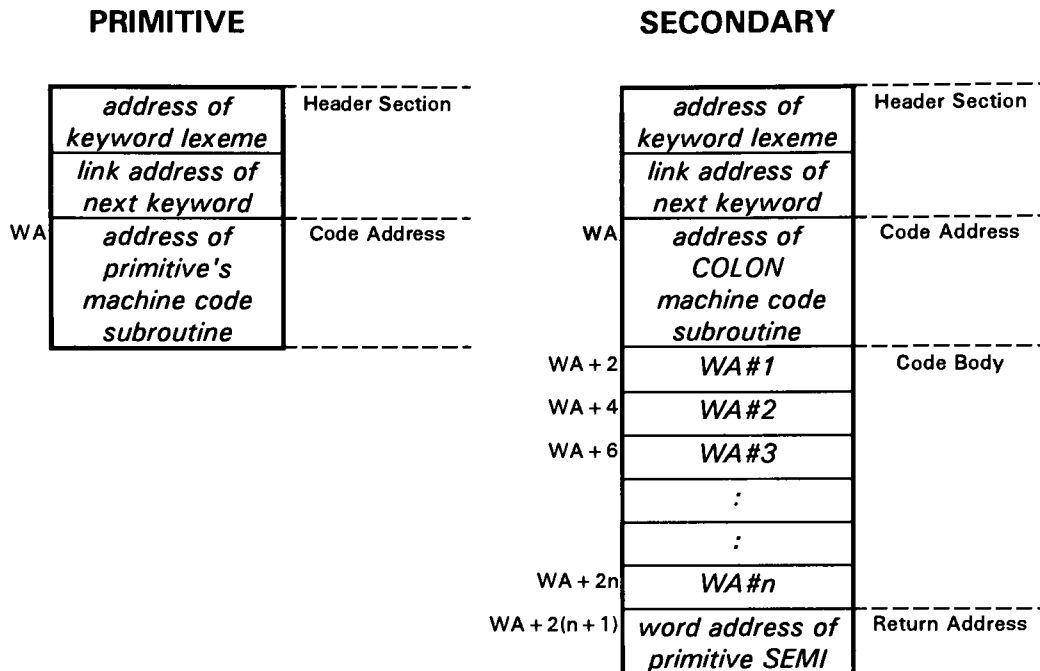 PRIMITIVE
address of
keyword lexeme
Header Section
link address of
next keyword
WA
address of
primitive's
machine code
subroutine
Code Address
SECONDARY
address of
keyword lexeme
Header Section
link address of
next keyword
WA
address of
COLON
machine code
subroutine
Code Address
WA + 2
WA#1
Code Body
WA + 4
WA#2
WA + 6
WA#3
:
:
WA + 2n
WA#n
WA + 2(n + 1)
word address of
primitive SEMI
Return Address